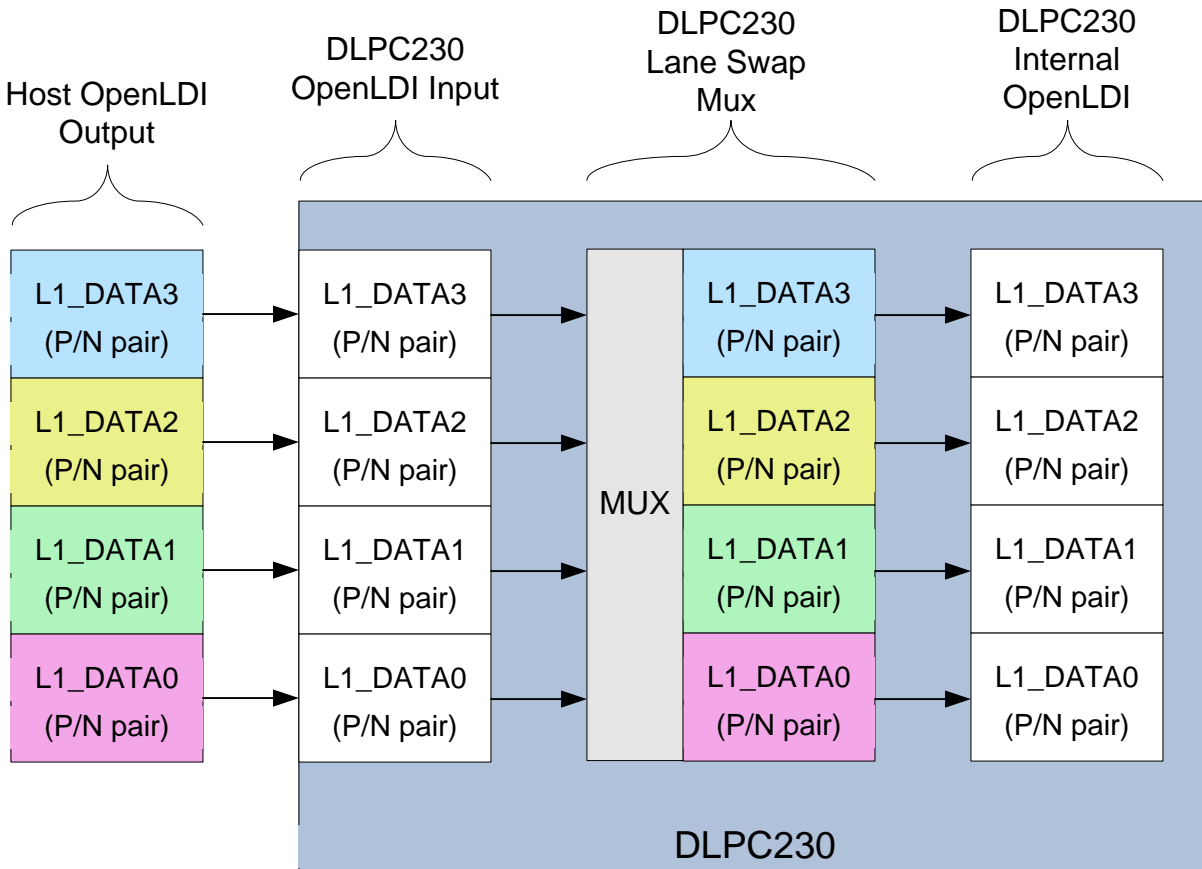 Host OpenLDI
Output
DLPC230
OpenLDI Input
DLPC230
Lane Swap
Mux
DLPC230
Internal
OpenLDI
L1_DATA3
(P/N pair)
L1_DATA2
(P/N pair)
L1_DATA1
(P/N pair)
L1_DATA0
(P/N pair)
L1_DATA3
(P/N pair)
L1_DATA2
(P/N pair)
L1_DATA1
(P/N pair)
L1_DATA0
(P/N pair)
MUX
L1_DATA3
(P/N pair)
L1_DATA2
(P/N pair)
L1_DATA1
(P/N pair)
L1_DATA0
(P/N pair)
L1_DATA3
(P/N pair)
L1_DATA2
(P/N pair)
L1_DATA1
(P/N pair)
L1_DATA0
(P/N pair)
DLPC230